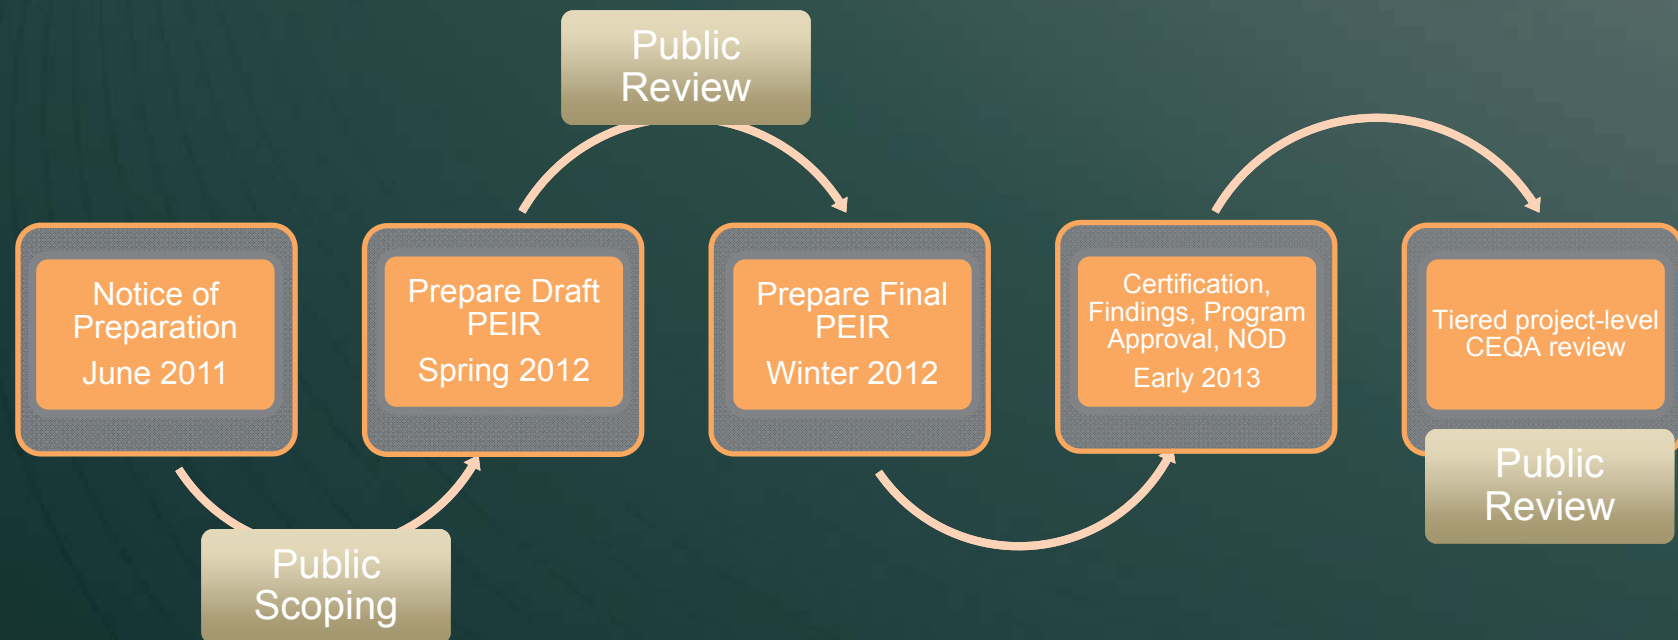 Public
Review
Notice of
Preparation
June 2011
Prepare Draft
PEIR
Spring 2012
Prepare Final
PEIR
Winter 2012
Certification,
Findings, Program
Approval, NOD
Early 2013
Tiered project-level
CEQA review
Public
Review
Public
Scoping